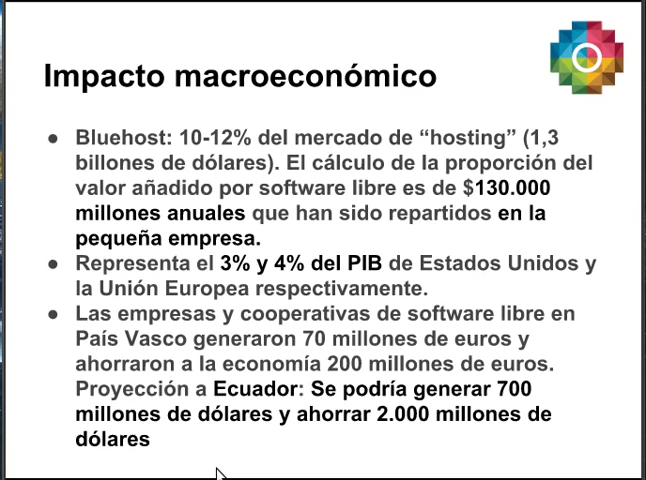 Impacto macroeconómico
● Bluehost: 10-12% del mercado de “hosting” (1,3
billones de dólares). El cálculo de la proporción del
valor añadido por software libre es de $130.000
millones anuales que han sido repartidos en la
pequeña empresa.
● Representa el 3% y 4% del PIB de Estados Unidos y
la Unión Europea respectivamente.
● Las empresas y cooperativas de software libre en
País Vasco generaron 70 millones de euros y
ahorraron a la economía 200 millones de euros.
Proyección a Ecuador: Se podría generar 700
millones de dólares y ahorrar 2.000 millones de
dólares